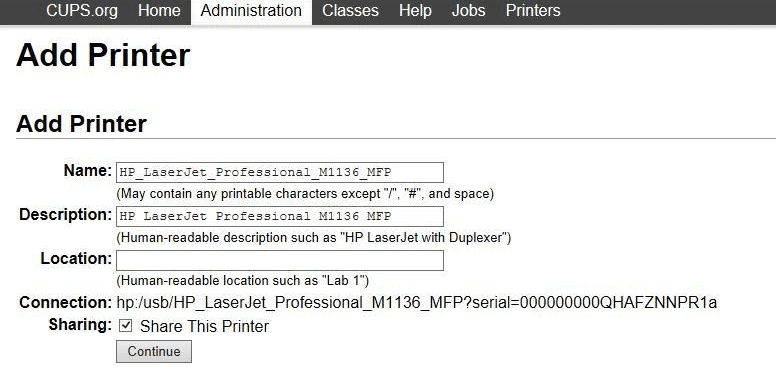 CUPS.org Home Administration Classes Help Jobs Printers
Add Printer
Add Printer
Name: HP_LaserJet_Professional_M1136_MFP
(May contain any printable characters except "/", "#", and space)
Description: HP LaserJet Professional M1136 MFP
(Human-readable description such as "HP LaserJet with Duplexer")
Location:
(Human-readable location such as "Lab 1")
Connection: hp:/usb/HP_LaserJet_Professional_M1136_MFP?serial=000000000QHAFZNNPR1a
Sharing: Share This Printer
Continue